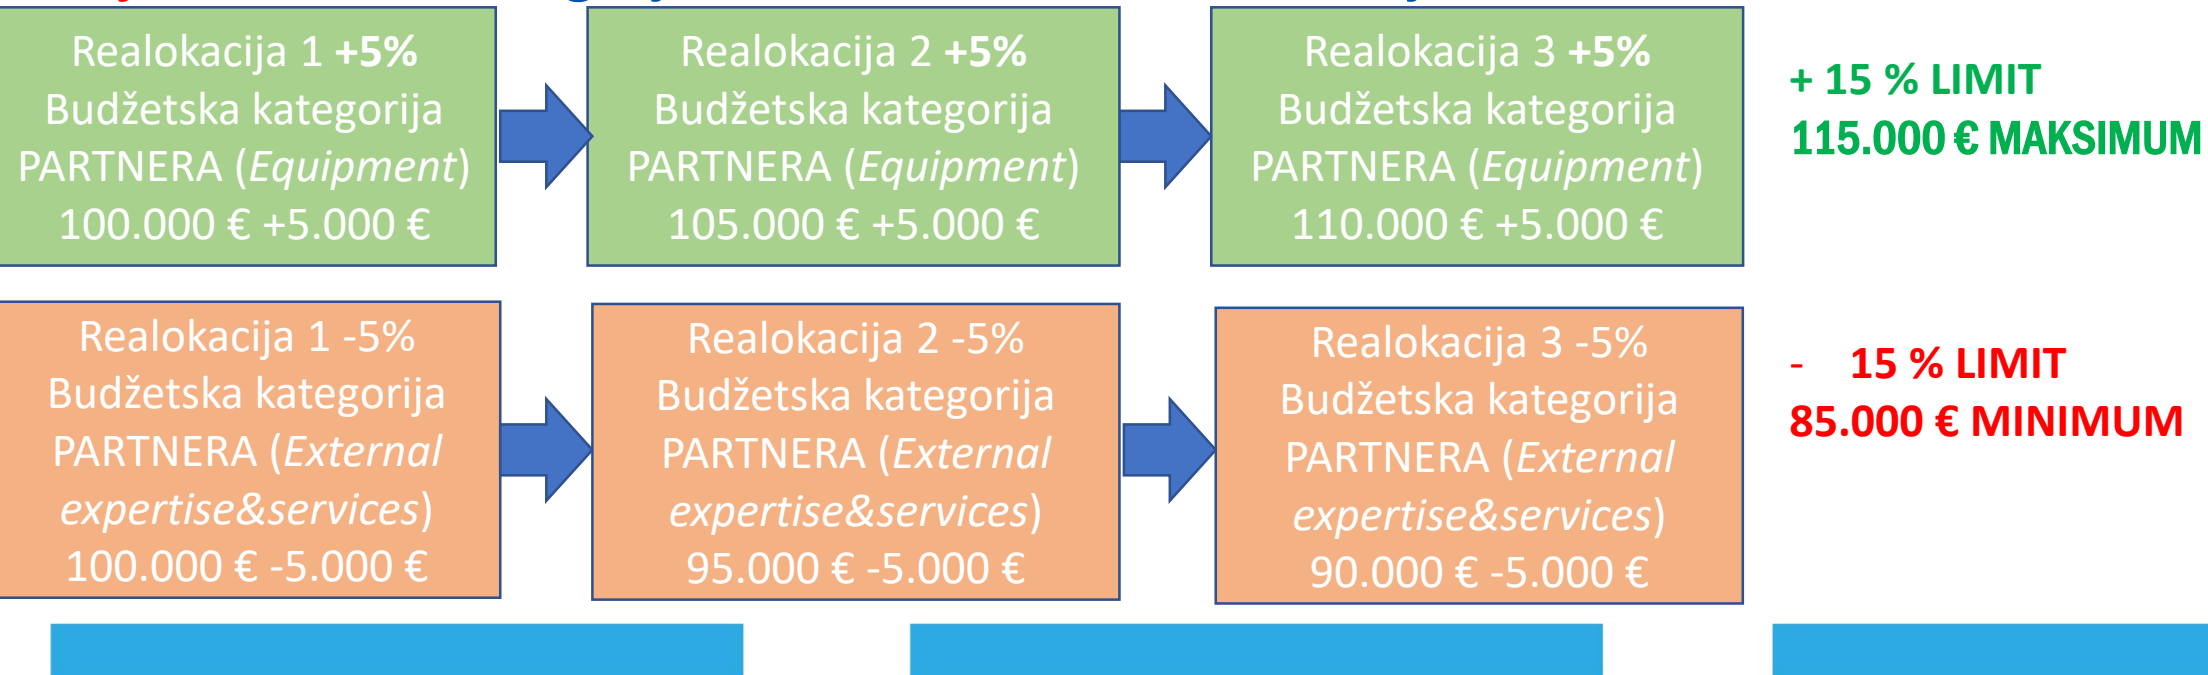 Realokacija 1 +5%
Budžetska kategorija
PARTNERA (Equipment)
100.000 € +5.000 €
Realokacija 2 +5%
Budžetska kategorija
PARTNERA (Equipment)
105.000 € +5.000 €
Realokacija 3 +5%
Budžetska kategorija
PARTNERA (Equipment)
110.000 € +5.000 €
+ 15 % LIMIT
115.000 € MAKSIMUM
Realokacija 1 -5%
Budžetska kategorija
PARTNERA (External
expertise&services)
100.000 € -5.000 €
Realokacija 2 -5%
Budžetska kategorija
PARTNERA (External
expertise&services)
95.000 € -5.000 €
Realokacija 3 -5%
Budžetska kategorija
PARTNERA (External
expertise&services)
90.000 € -5.000 €
- 15 % LIMIT
85.000 € MINIMUM